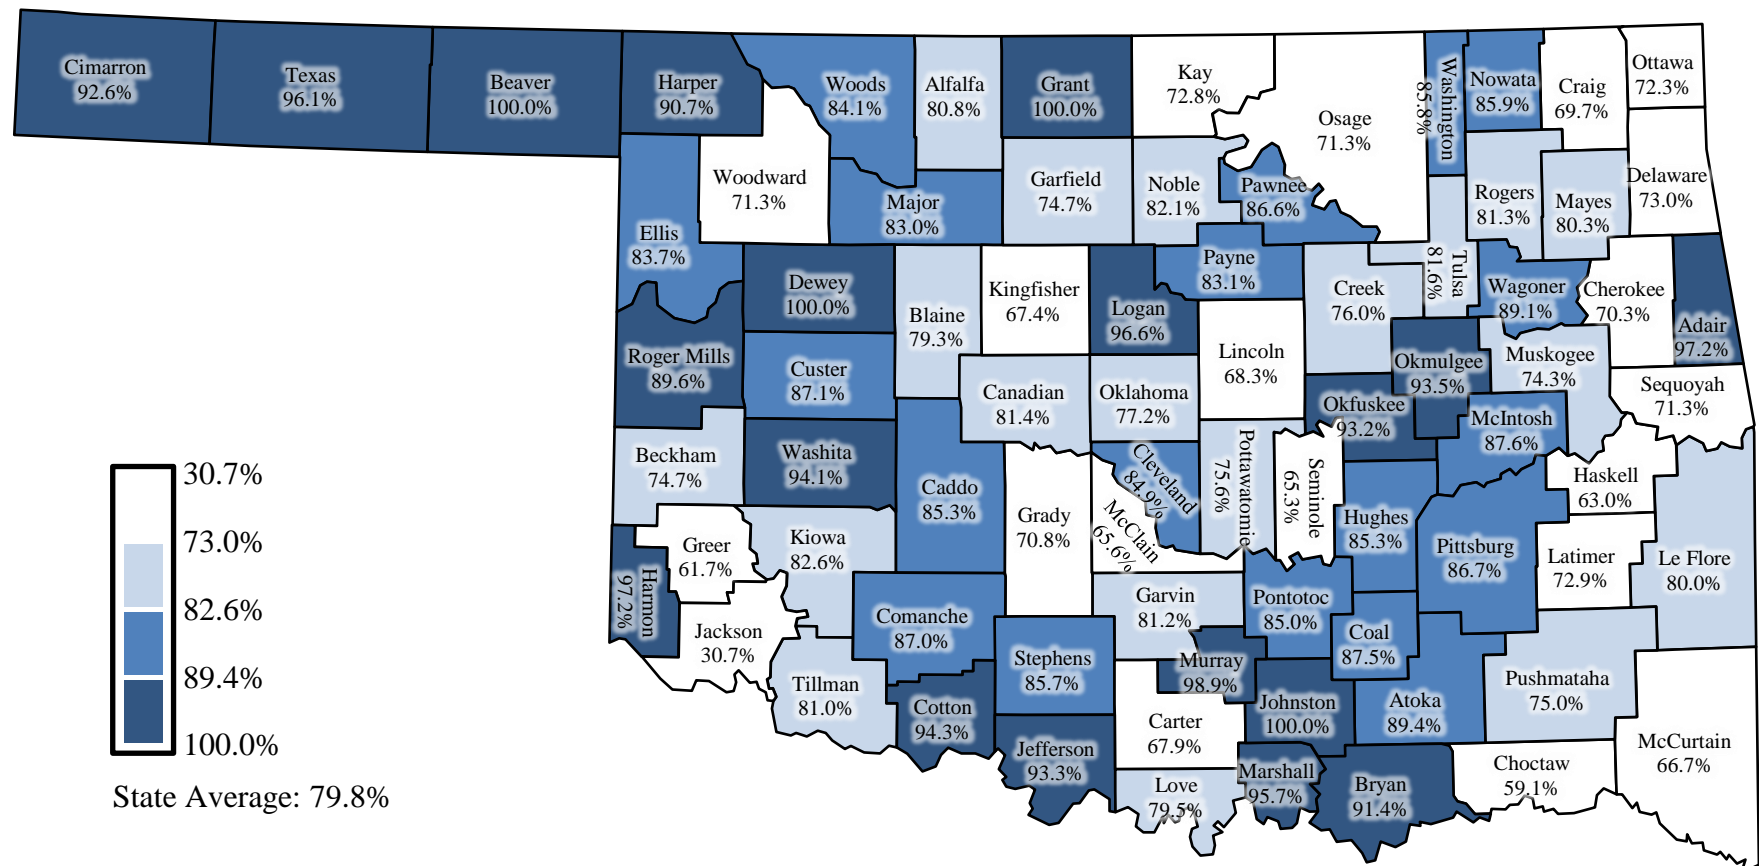 Cimarron
92.6%
Texas
96.1%
Beaver
100.0%
Harper
90.7%
Woods
84.1%
Alfalfa
80.8%
Grant
100.0%
Kay
72.8%
Osage
71.3%
Washington
85.8%
Nowata
85.9%
Craig
69.7%
Ottawa
72.3%
Woodward
71.3%
Major
83.0%
Garfield
74.7%
Noble
82.1%
Pawnee
86.6%
Rogers
81.3%
Mayes
80.3%
Delaware
73.0%
Ellis
83.7%
Dewey
100.0%
Blaine
79.3%
Kingfisher
67.4%
Logan
96.6%
Payne
83.1%
Creek
76.0%
Tulsa
81.6%
Wagoner
89.1%
Cherokee
70.3%
Adair
97.2%
Roger Mills
89.6%
Custer
87.1%
Canadian
81.4%
Oklahoma
77.2%
Lincoln
68.3%
Okmulgee
93.5%
Muskogee
74.3%
Sequoyah
71.3%
Okfuskee
93.2%
McIntosh
87.6%
Beckham
74.7%
Washita
94.1%
Caddo
85.3%
Grady
70.8%
Cleveland
84.9%
McClain
65.6%
Pottawatomie
75.6%
Seminole
65.3%
Hughes
85.3%
Pittsburg
86.7%
Haskell
63.0%
Latimer
72.9%
Le Flore
80.0%
Greer
61.7%
Kiowa
82.6%
Harmon
97.2%
Jackson
30.7%
Comanche
87.0%
Stephens
85.7%
Garvin
81.2%
Pontotoc
85.0%
Coal
87.5%
Murray
98.9%
Tillman
81.0%
Cotton
94.3%
Jefferson
93.3%
Carter
67.9%
Johnston
100.0%
Atoka
89.4%
Pushmataha
75.0%
McCurtain
66.7%
Love
79.5%
Marshall
95.7%
Bryan
91.4%
Choctaw
59.1%
30.7%
73.0%
82.6%
89.4%
100.0%
State Average: 79.8%